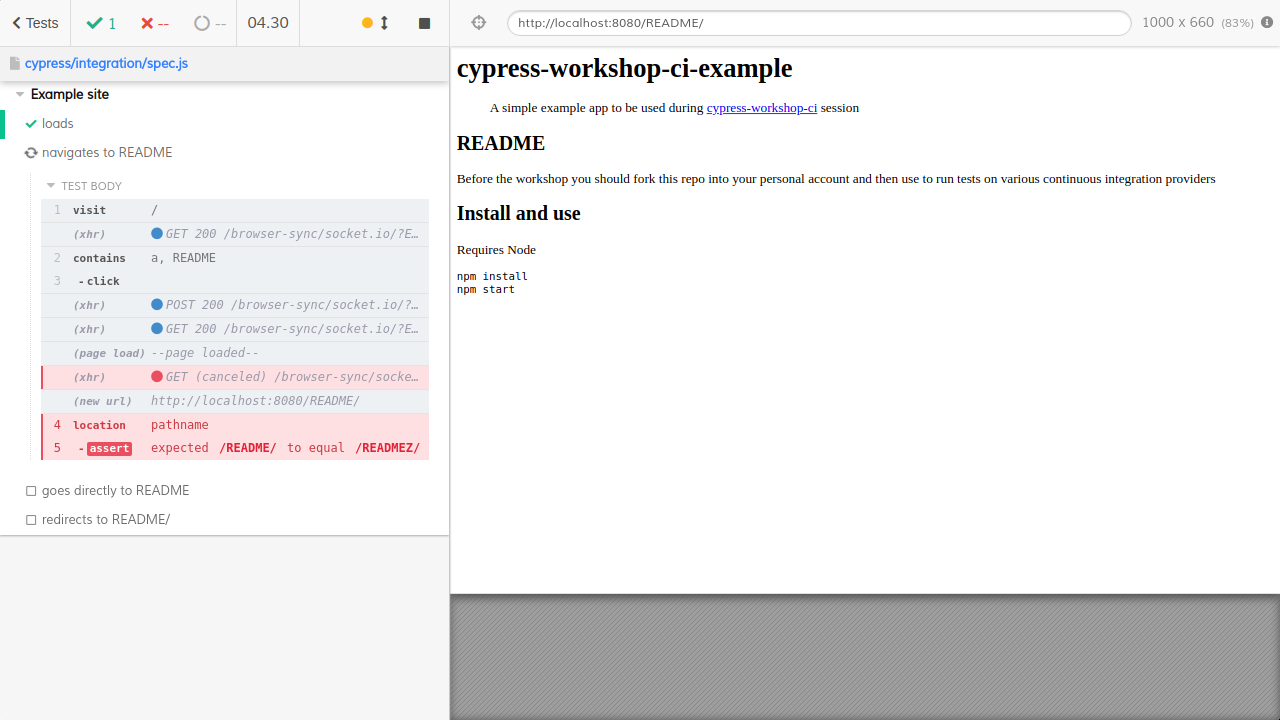 Tests 1 -- -- 04.30
http://localhost:8080/README/ 1000 x 660 (83%)
cypress/integration/spec.js
Example site
loads
navigates to README
TEST BODY
1 visit /
(xhr) GET 200 /browser-sync/socket.io/?E…
2 contains a, README
3 -click
(xhr) POST 200 /browser-sync/socket.io/?…
(xhr) GET 200 /browser-sync/socket.io/?E…
(page load) --page loaded--
(xhr) GET (canceled) /browser-sync/socke…
(new url) http://localhost:8080/README/
4 location pathname
5 -assert expected /README/ to equal /READMEZ/
goes directly to README
redirects to README/
cypress-workshop-ci-example
A simple example app to be used during cypress-workshop-ci session
README
Before the workshop you should fork this repo into your personal account and then use to run tests on various continuous integration providers
Install and use
Requires Node
npm install
npm start